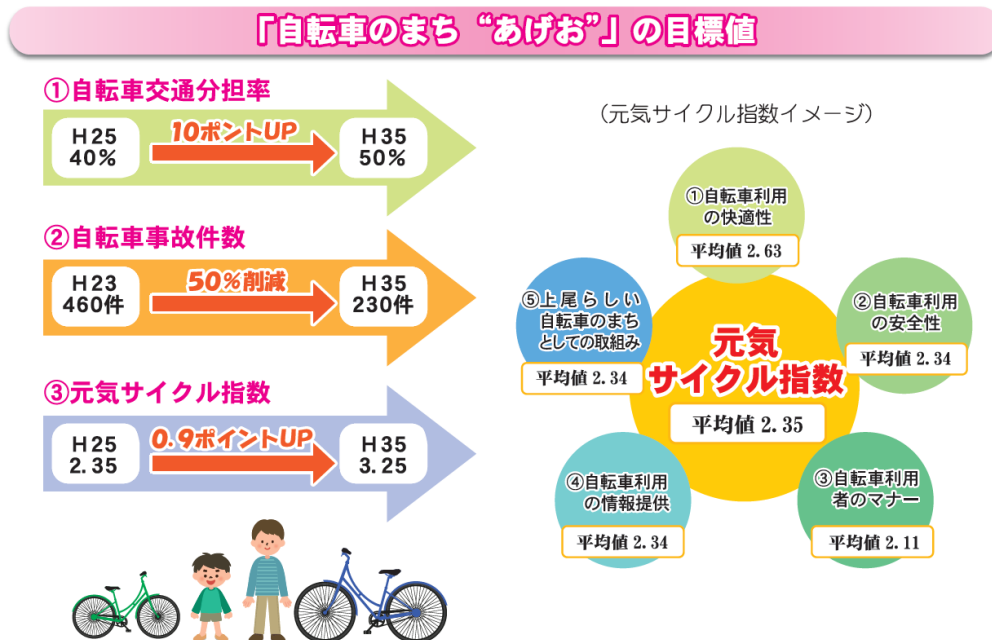 「自転車のまち“あげお”」の目標値
①自転車交通分担率
H25
40%
10ポントUP
H35
50%
②自転車事故件数
H23
460件
50%削減
H35
230件
③元気サイクル指数
H25
2.35
0.9ポイントUP
H35
3.25
（元気サイクル指数イメージ）
①自転車利用
の快適性
平均値 2.63
②自転車利用
の安全性
平均値 2.34
③自転車利用
者のマナー
平均値 2.11
④自転車利用
の情報提供
平均値 2.34
⑤上尾らしい
自転車のまち
としての取組み
平均値 2.34
元気
サイクル指数
平均値 2.35